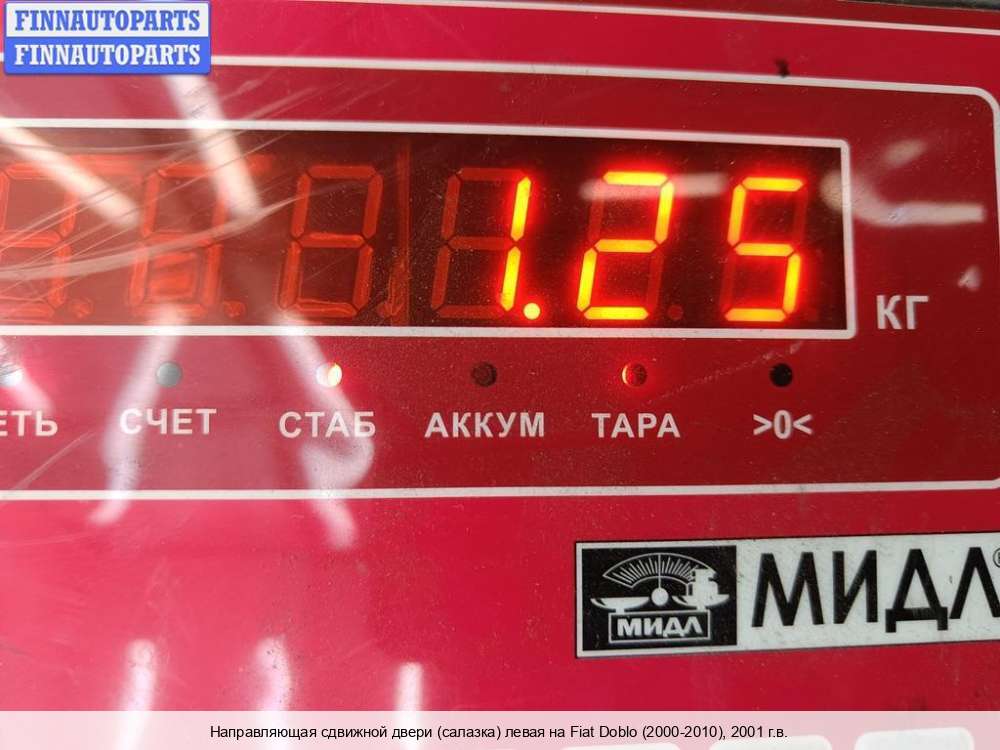 FINNAUTOPARTS
FINNAUTOPARTS
1.25
КГ
ЕТЬ СЧЕТ СТАБ АККУМ ТАРА >0<
МИДЛ МИДЛ®
Направляющая сдвижной двери (салазка) левая на Fiat Doblo (2000-2010), 2001 г.в.